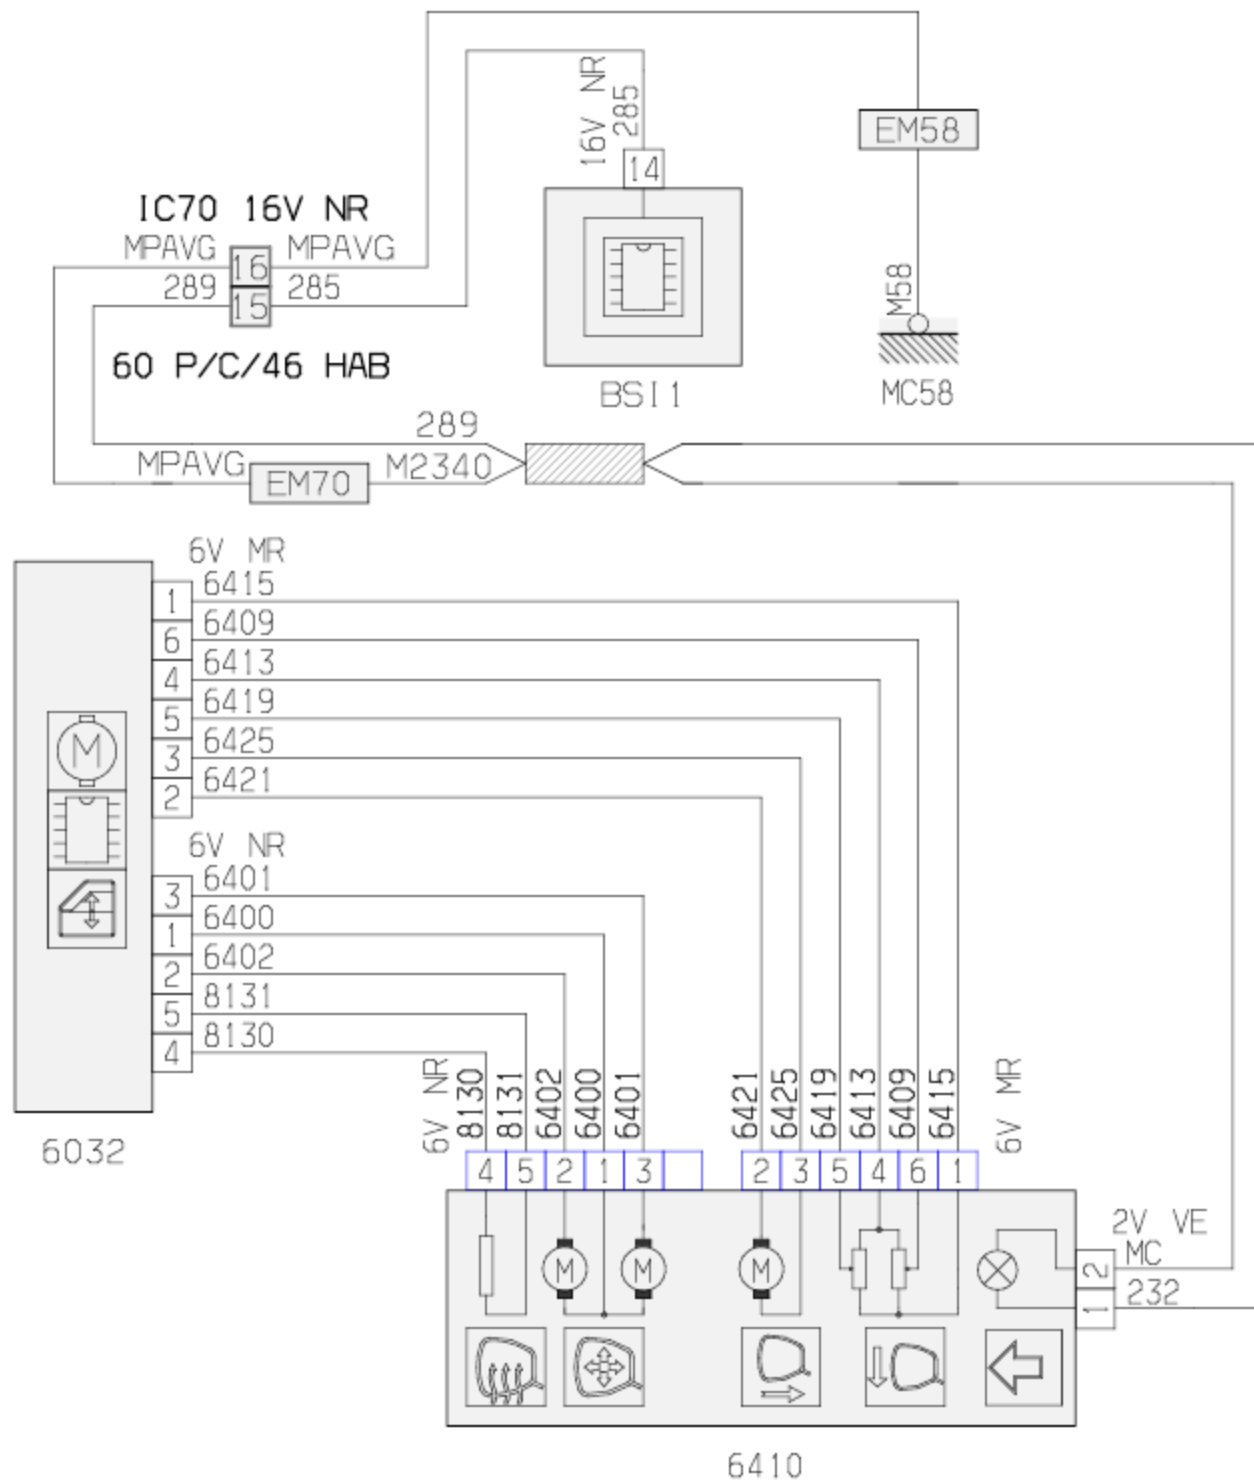 16V NR
285
14
EM58
IC70 16V NR
MPAVG 16 MPAVG
289 15 285
60 P/C/46 HAB
BSI1
M58
MC58
289
MPAVG EM70 M2340
6V MR
1 6415
6 6409
4 6413
5 6419
3 6425
2 6421
M
6V NR
3 6401
1 6400
2 6402
5 8131
4 8130
6032
6V NR 8130 8131 6402 6400 6401 6421 6425 6419 6413 6409 6415 6V MR
4 5 2 1 3 2 3 5 4 6 1
2V VE
M M M 2 MC
1 232
6410